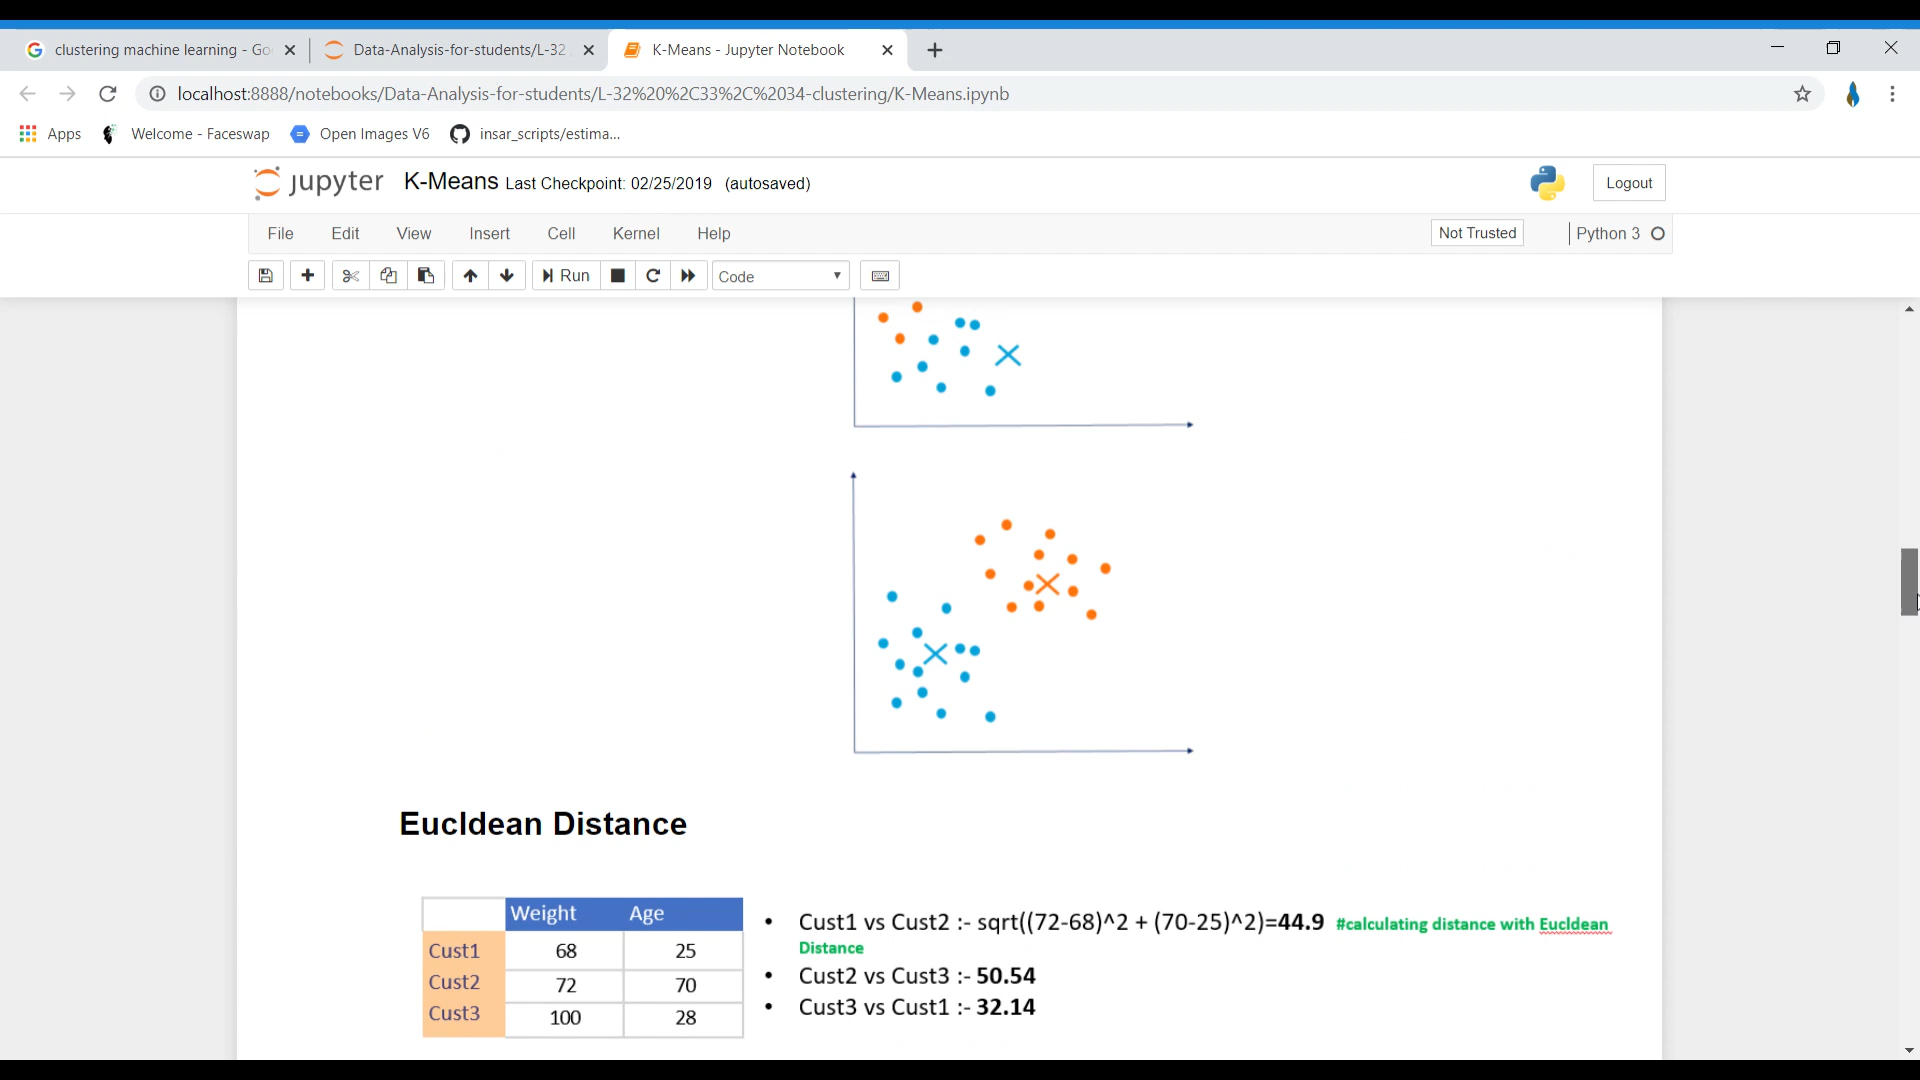 clustering machine learning - Go
Data-Analysis-for-students/L-32
K-Means - Jupyter Notebook
localhost:8888/notebooks/Data-Analysis-for-students/L-32%20%2C33%2C%2034-clustering/K-Means.ipynb
Apps
Welcome - Faceswap
Open Images V6
insar_scripts/estima...
jupyter
K-Means Last Checkpoint: 02/25/2019 (autosaved)
Logout
File Edit View Insert Cell Kernel Help
Not Trusted
Python 3
Run
Code
Eucldean Distance
Weight Age
Cust1 68 25
Cust2 72 70
Cust3 100 28
• Cust1 vs Cust2 :- sqrt((72-68)^2 + (70-25)^2)=44.9 #calculating distance with Eucldean
Distance
• Cust2 vs Cust3 :- 50.54
• Cust3 vs Cust1 :- 32.14